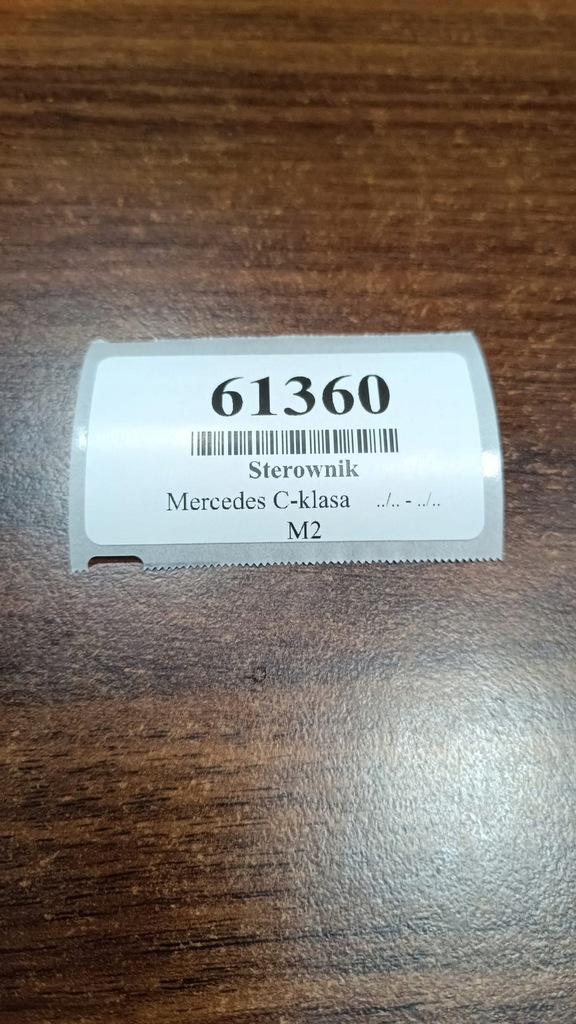 61360
Sterownik
Mercedes C-klasa ../.. - ../..
M2